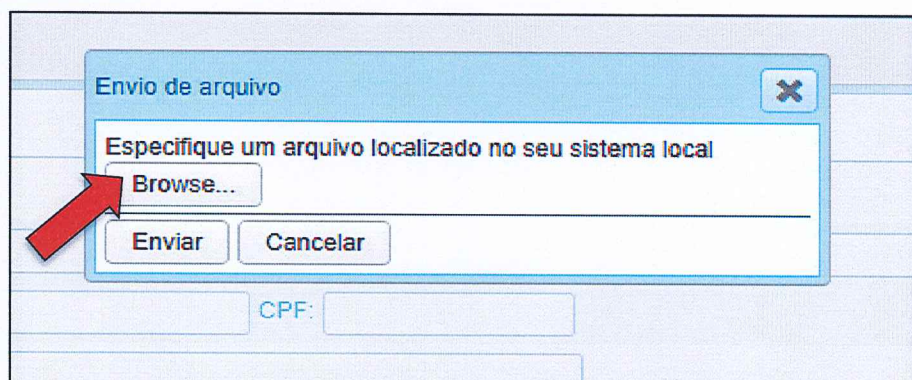 Envio de arquivo
Especifique um arquivo localizado no seu sistema local
Browse...
Enviar Cancelar
CPF: